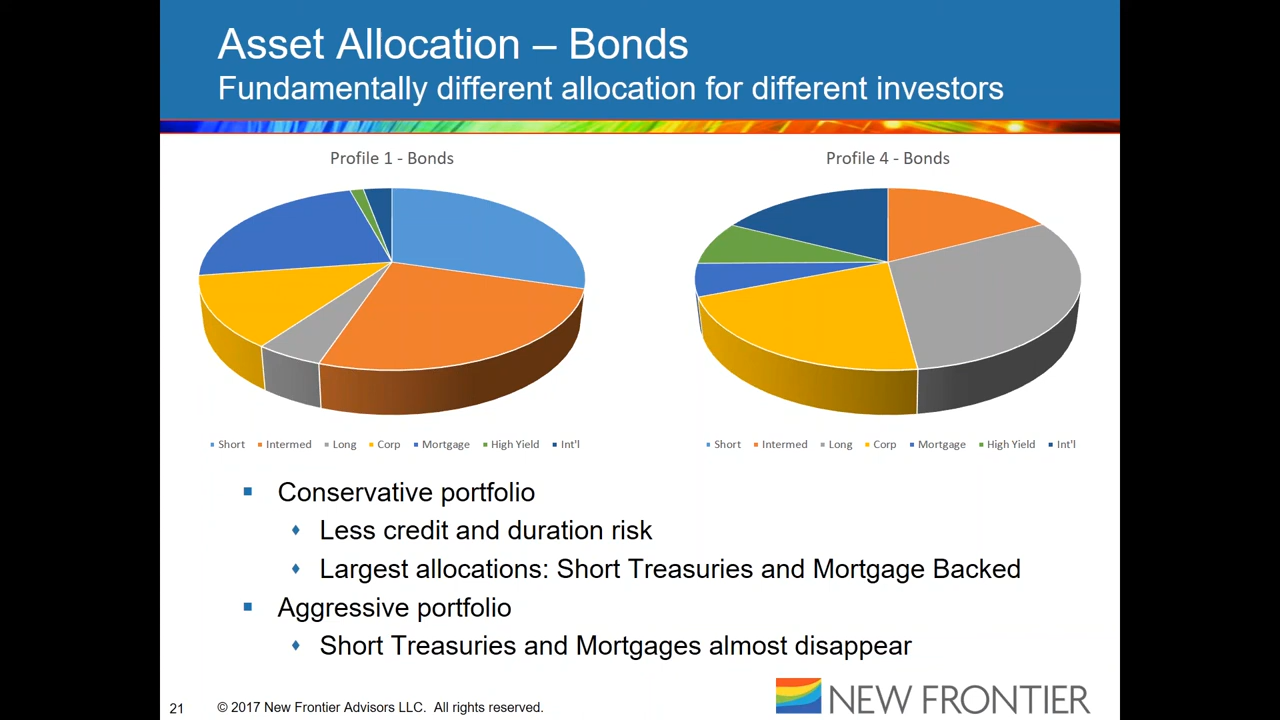 Asset Allocation – Bonds
Fundamentally different allocation for different investors
Profile 1 - Bonds
Profile 4 - Bonds
Short Intermed Long Corp Mortgage High Yield Int'l
Short Intermed Long Corp Mortgage High Yield Int'l
Conservative portfolio
Less credit and duration risk
Largest allocations: Short Treasuries and Mortgage Backed
Aggressive portfolio
Short Treasuries and Mortgages almost disappear
21
© 2017 New Frontier Advisors LLC. All rights reserved.
NEW FRONTIER